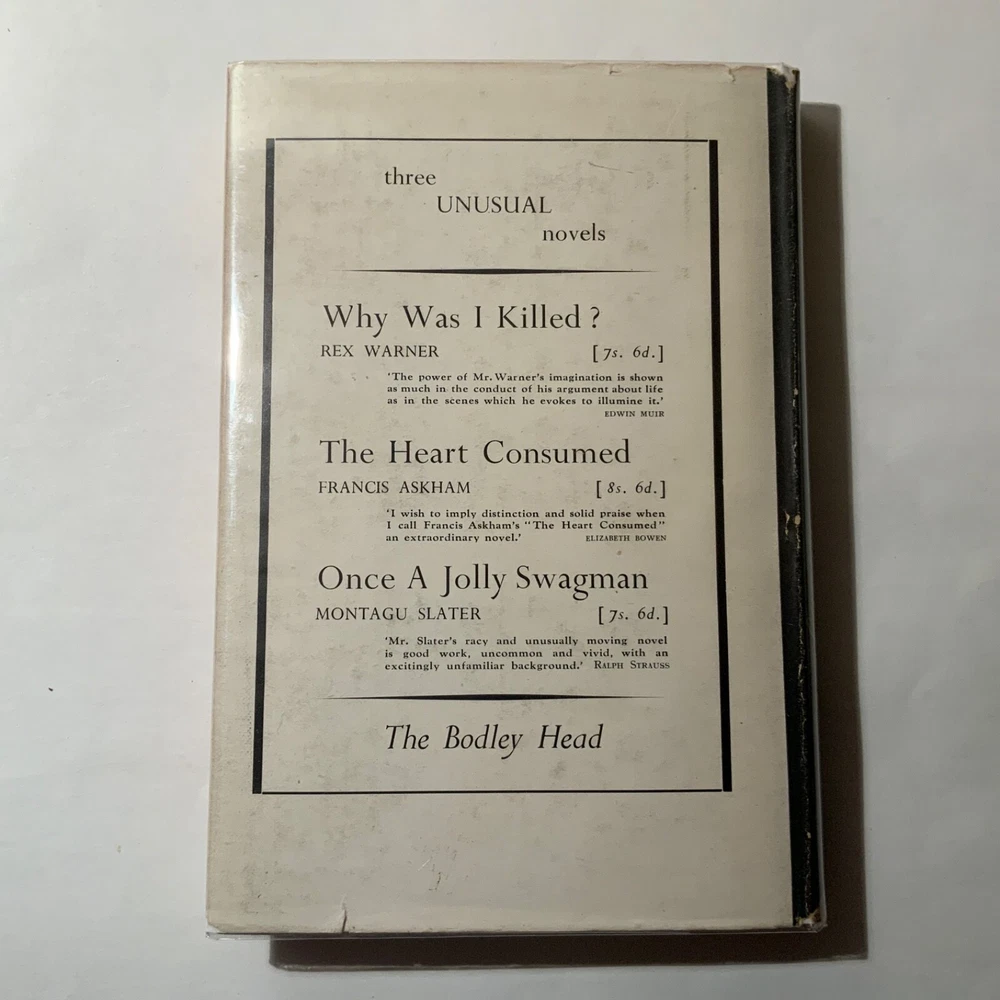 three
UNUSUAL
novels
Why Was I Killed ?
REX WARNER [ 7s. 6d. ]
'The power of Mr. Warner's imagination is shown
as much in the conduct of his argument about life
as in the scenes which he evokes to illumine it.'
EDWIN MUIR
The Heart Consumed
FRANCIS ASKHAM [ 8s. 6d. ]
'I wish to imply distinction and solid praise when
I call Francis Askham's "The Heart Consumed"
an extraordinary novel.' ELIZABETH BOWEN
Once A Jolly Swagman
MONTAGU SLATER [ 7s. 6d. ]
'Mr. Slater's racy and unusually moving novel
is good work, uncommon and vivid, with an
excitingly unfamiliar background.' RALPH STRAUSS
The Bodley Head